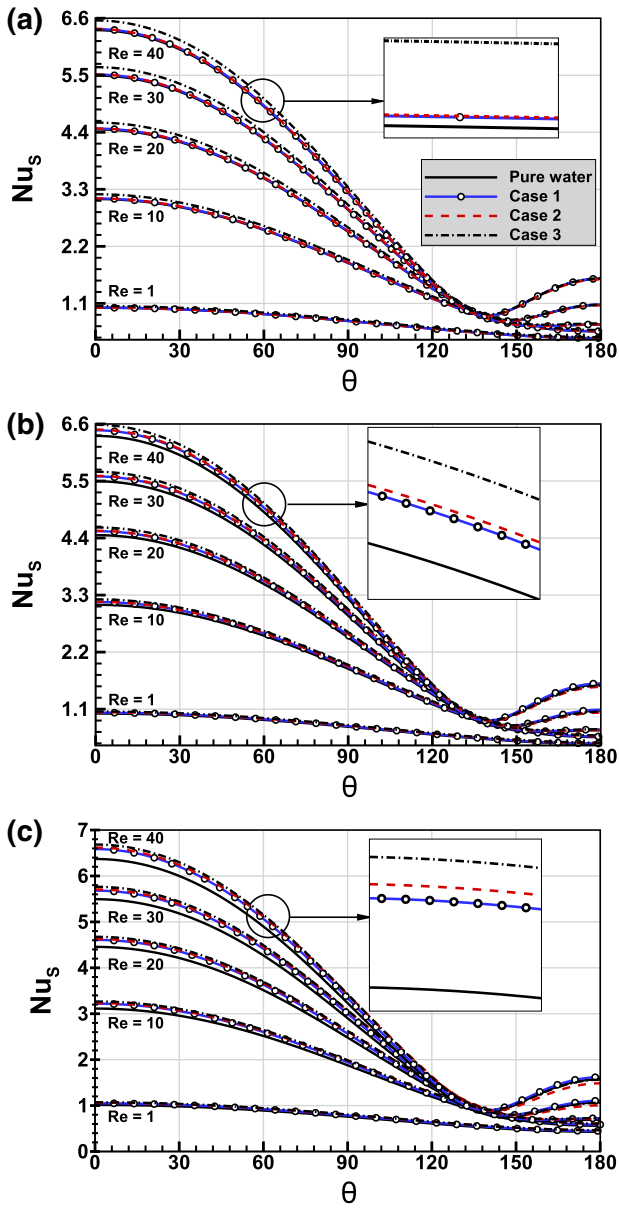 (a)
6.6
5.5
4.4
3.3
2.2
1.1
Nus
Re = 40
Re = 30
Re = 20
Re = 10
Re = 1
Pure water
Case 1
Case 2
Case 3
0 30 60 90 120 150 180
θ
(b)
6.6
5.5
4.4
3.3
2.2
1.1
Nus
Re = 40
Re = 30
Re = 20
Re = 10
Re = 1
0 30 60 90 120 150 180
θ
(c)
7
6
5
4
3
2
1
0
Nus
Re = 40
Re = 30
Re = 20
Re = 10
Re = 1
0 30 60 90 120 150 180
θ